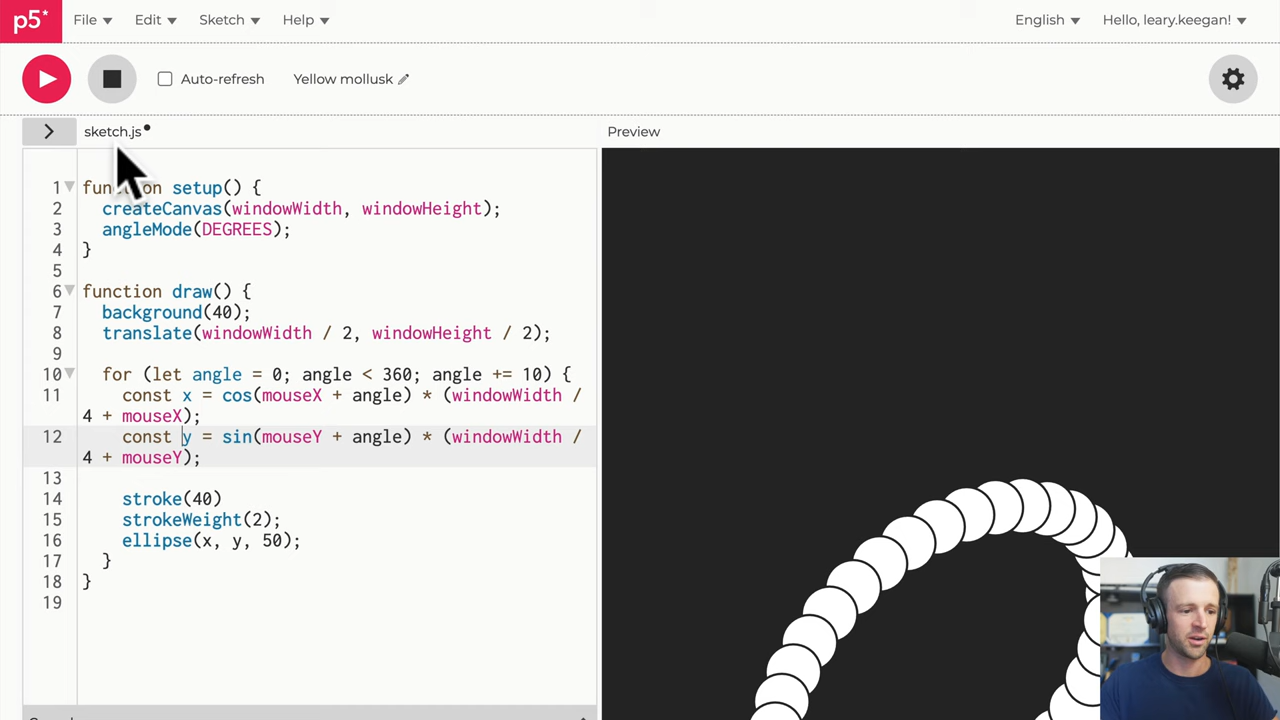 p5* File Edit Sketch Help English Hello, leary.keegan!
Auto-refresh Yellow mollusk
sketch.js Preview
1 function setup() {
2 createCanvas(windowWidth, windowHeight);
3 angleMode(DEGREES);
4 }
5
6 function draw() {
7 background(40);
8 translate(windowWidth / 2, windowHeight / 2);
9
10 for (let angle = 0; angle < 360; angle += 10) {
11 const x = cos(mouseX + angle) * (windowWidth /
4 + mouseX);
12 const y = sin(mouseY + angle) * (windowWidth /
4 + mouseY);
13
14 stroke(40)
15 strokeWeight(2);
16 ellipse(x, y, 50);
17 }
18 }
19